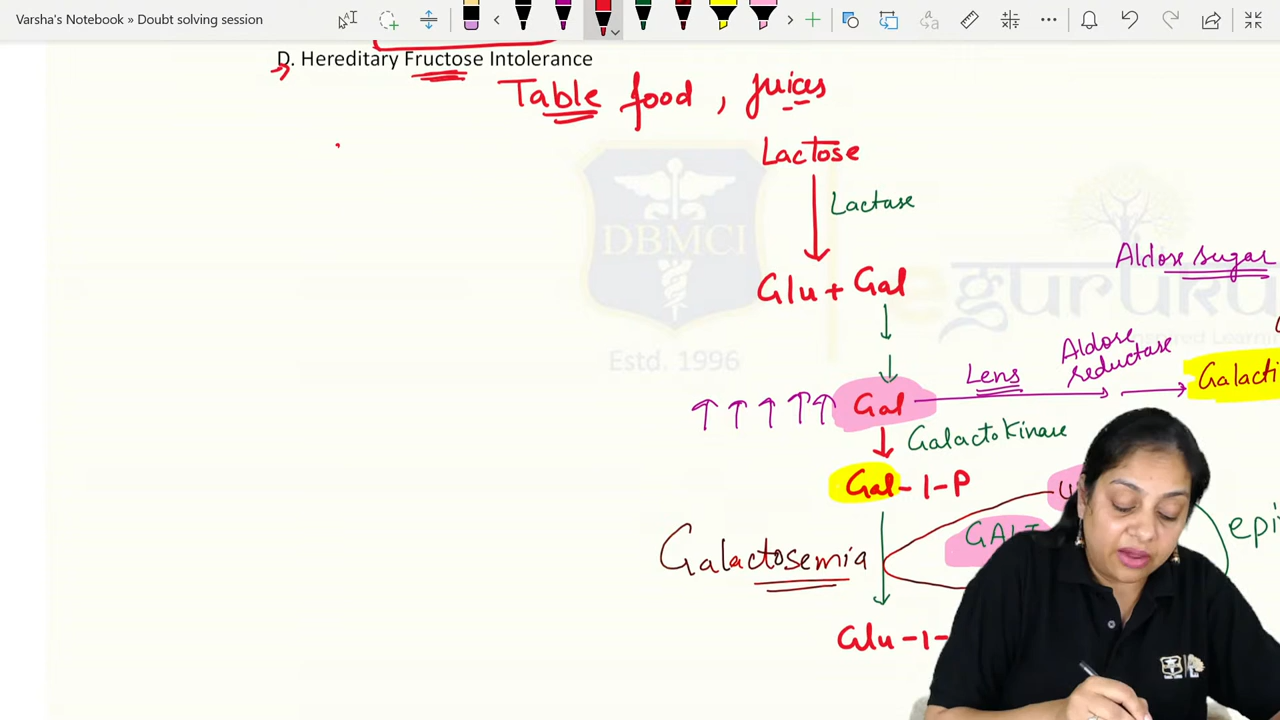 Varsha's Notebook » Doubt solving session
D. Hereditary Fructose Intolerance
Table food, juices
Lactose
Lactase
DBMCI
Estd. 1996
Glu + Gal
Aldose sugar
Lens
Aldose reductase
Galacti
Gal
Galactokinase
Gal-1-P
GALT
epi
Galactosemia
Glu-1-